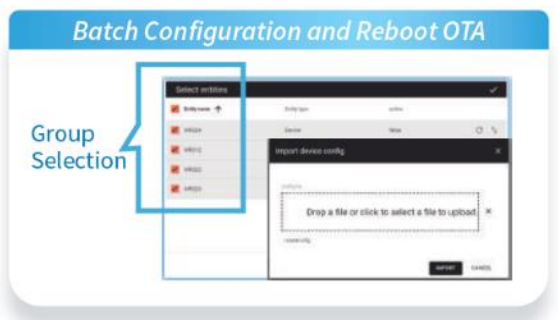 Batch Configuration and Reboot OTA
Group
Selection
Select entities
Entity name
Entity type
active
Device
false
Import device config
Drop a file or click to select a file to upload
IMPORT
CANCEL